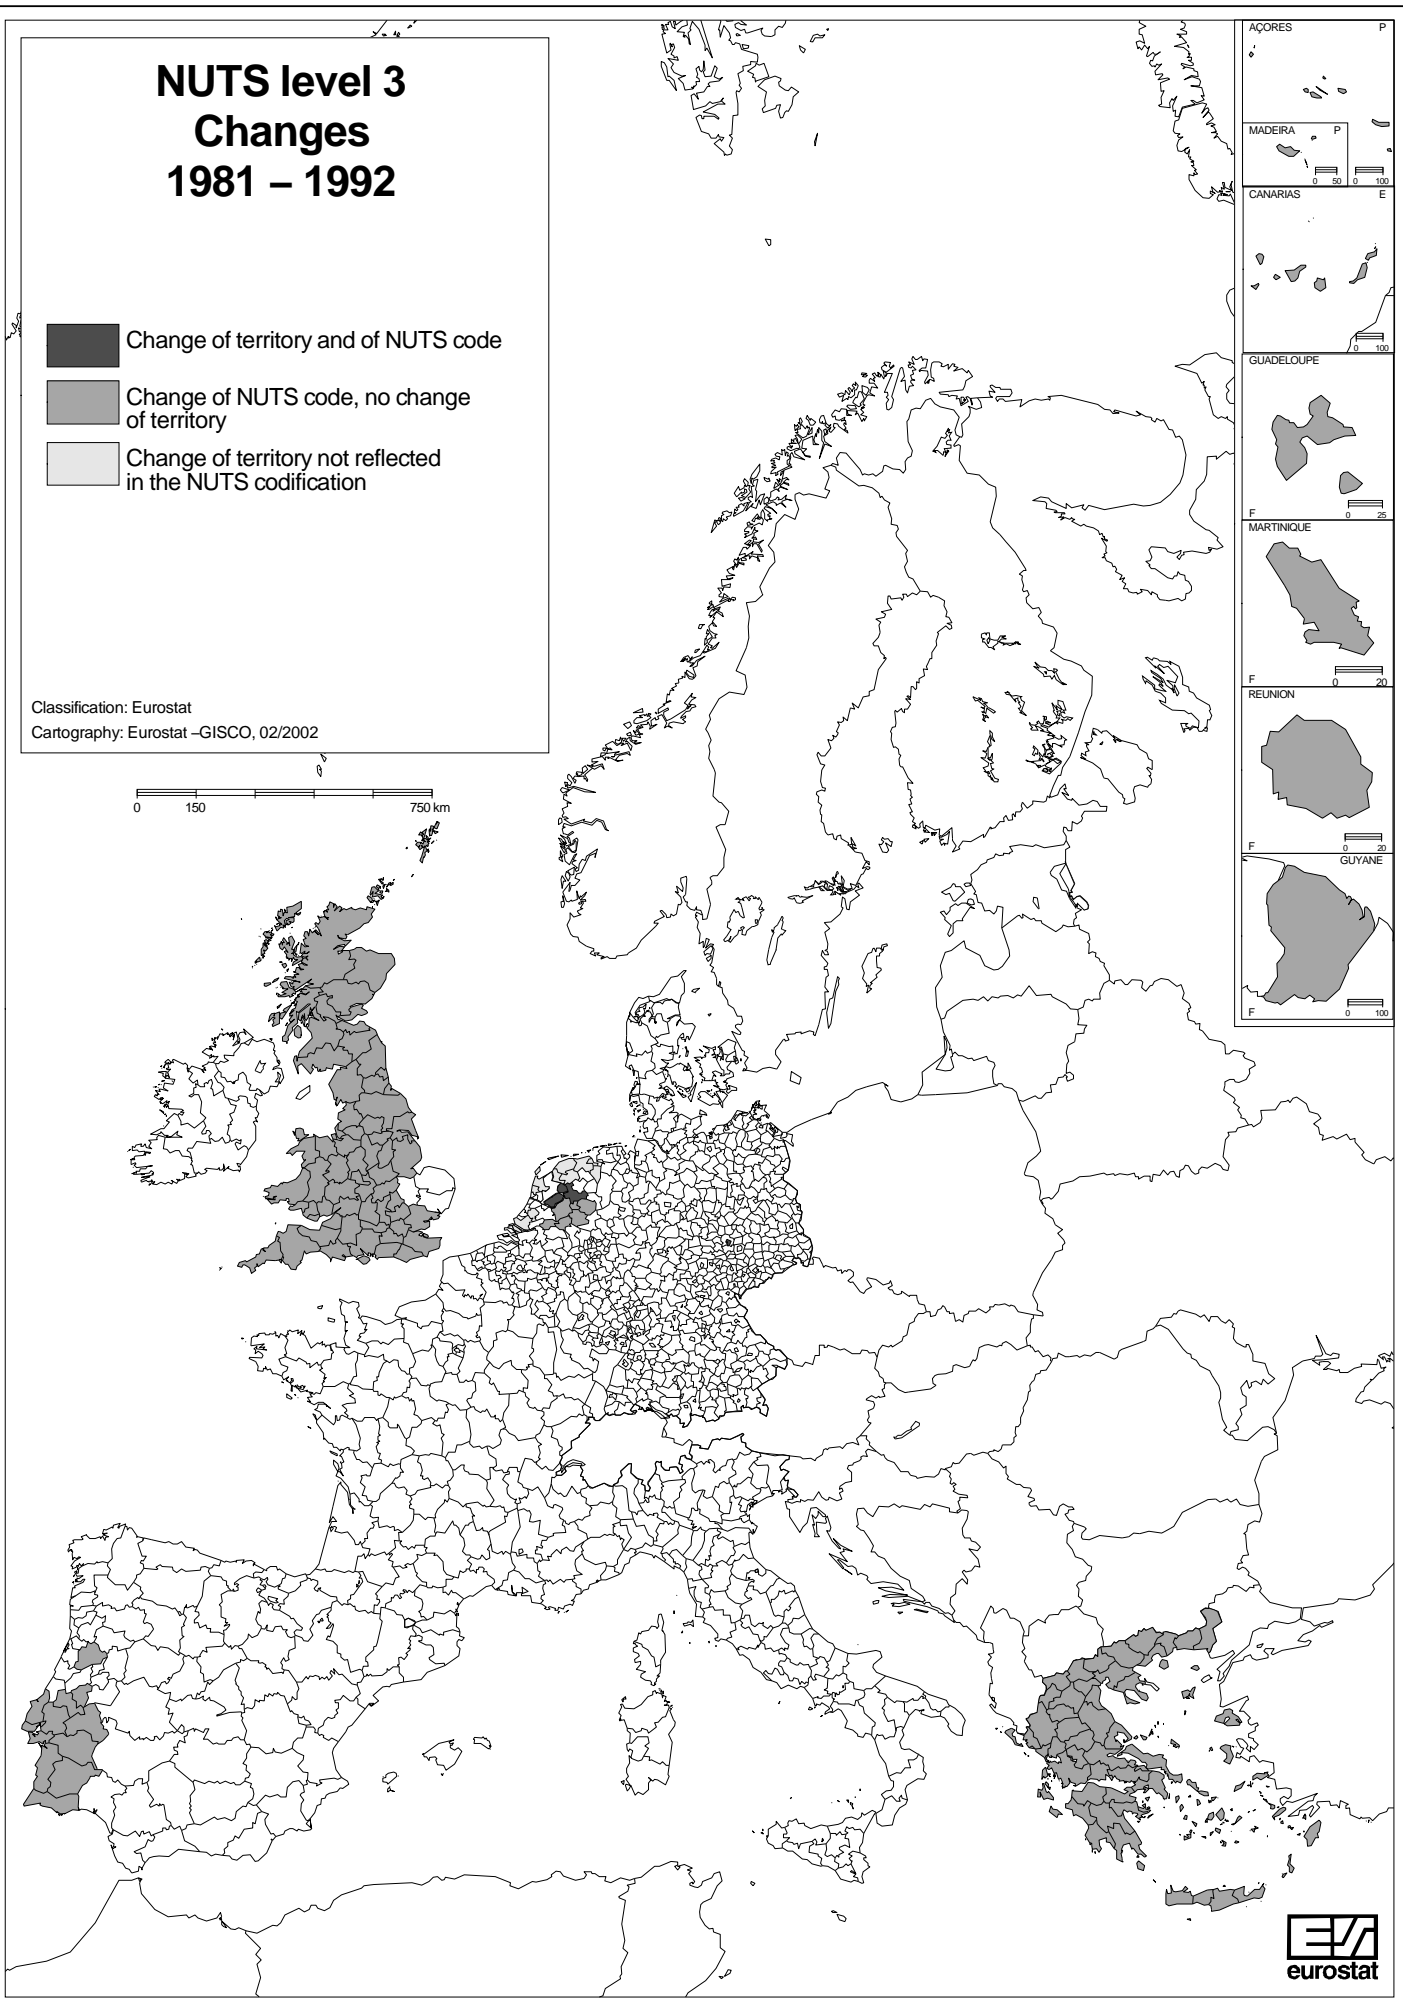 NUTS level 3
Changes
1981 – 1992
Change of territory and of NUTS code
Change of NUTS code, no change
of territory
Change of territory not reflected
in the NUTS codification
Classification: Eurostat
Cartography: Eurostat –GISCO, 02/2002
0 150 750 km
AÇORES P
MADEIRA P
0 50
0 100
CANARIAS E
0 100
GUADELOUPE
F 0 25
MARTINIQUE
F 0 20
REUNION
F 0 20
GUYANE
F 0 100
eurostat